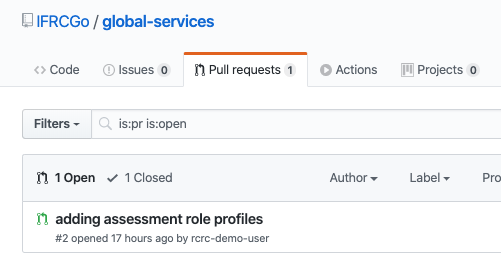 IFRCGo / global-services
Code Issues 0 Pull requests 1 Actions Projects 0
Filters is:pr is:open
1 Open 1 Closed Author Label Pro
adding assessment role profiles
#2 opened 17 hours ago by rcrc-demo-user